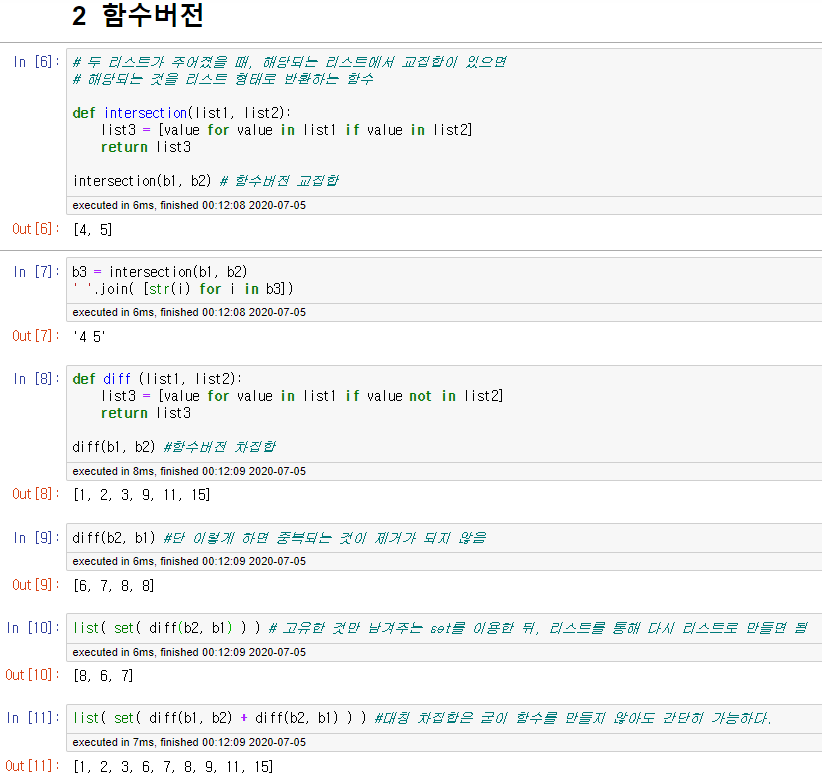 2 함수버전
In [6]: # 두 리스트가 주어졌을 때, 해당되는 리스트에서 교집합이 있으면
# 해당되는 것을 리스트 형태로 반환하는 함수
def intersection(list1, list2):
    list3 = [value for value in list1 if value in list2]
    return list3
intersection(b1, b2) # 함수버전 교집합
executed in 6ms, finished 00:12:08 2020-07-05
Out[6]: [4, 5]
In [7]: b3 = intersection(b1, b2)
' '.join( [str(i) for i in b3])
executed in 6ms, finished 00:12:08 2020-07-05
Out[7]: '4 5'
In [8]: def diff (list1, list2):
    list3 = [value for value in list1 if value not in list2]
    return list3
diff(b1, b2) #함수버전 차집합
executed in 8ms, finished 00:12:09 2020-07-05
Out[8]: [1, 2, 3, 9, 11, 15]
In [9]: diff(b2, b1) #단 이렇게 하면 중복되는 것이 제거가 되지 않음
executed in 6ms, finished 00:12:09 2020-07-05
Out[9]: [6, 7, 8, 8]
In [10]: list( set( diff(b2, b1) ) ) # 고유한 것만 남겨주는 set를 이용한 뒤, 리스트를 통해 다시 리스트로 만들면 됨
executed in 6ms, finished 00:12:09 2020-07-05
Out[10]: [8, 6, 7]
In [11]: list( set( diff(b1, b2) + diff(b2, b1) ) ) #대칭 차집합은 굳이 함수를 만들지 않아도 간단히 가능하다.
executed in 7ms, finished 00:12:09 2020-07-05
Out[11]: [1, 2, 3, 6, 7, 8, 9, 11, 15]